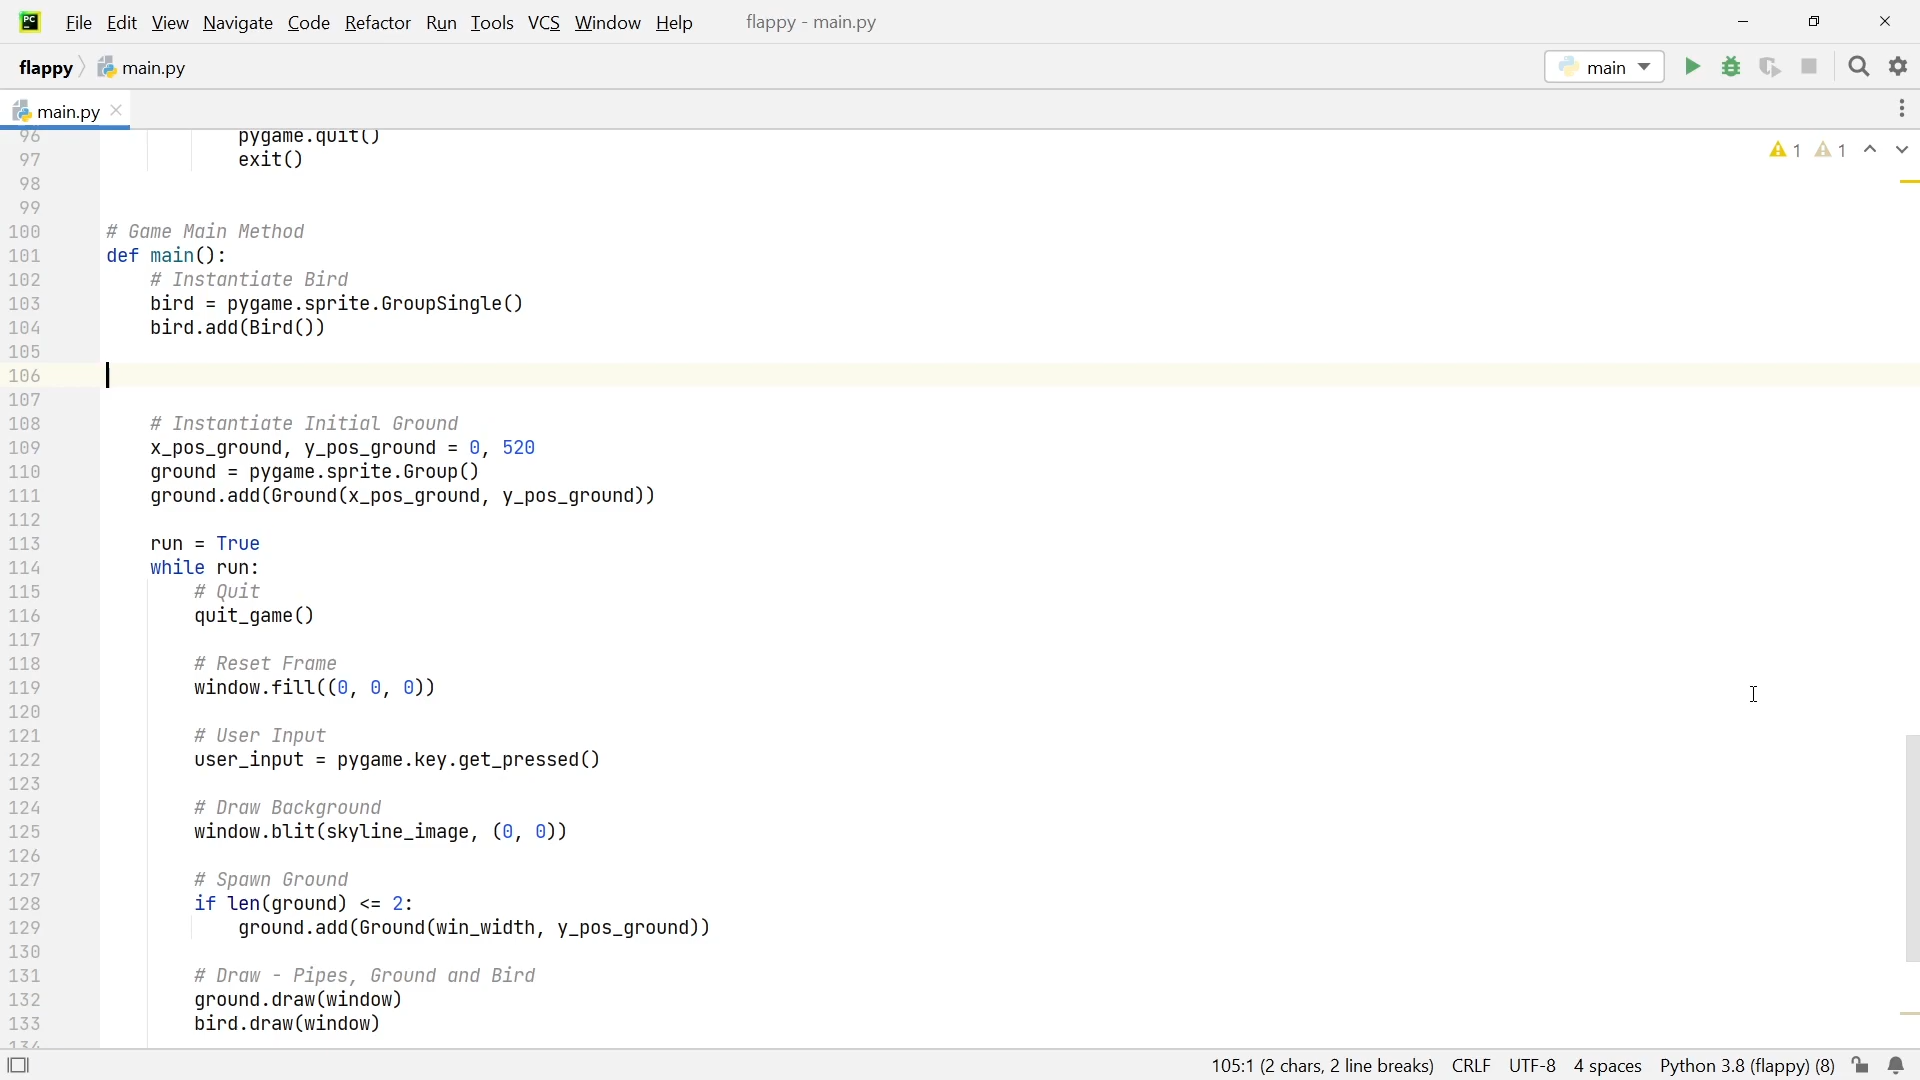 PC File Edit View Navigate Code Refactor Run Tools VCS Window Help flappy - main.py
flappy main.py main
main.py
96 pygame.quit() 1 1
97 exit()
98
99
100 # Game Main Method
101 def main():
102 # Instantiate Bird
103 bird = pygame.sprite.GroupSingle()
104 bird.add(Bird())
105
106
107
108 # Instantiate Initial Ground
109 x_pos_ground, y_pos_ground = 0, 520
110 ground = pygame.sprite.Group()
111 ground.add(Ground(x_pos_ground, y_pos_ground))
112
113 run = True
114 while run:
115 # Quit
116 quit_game()
117
118 # Reset Frame
119 window.fill((0, 0, 0))
120
121 # User Input
122 user_input = pygame.key.get_pressed()
123
124 # Draw Background
125 window.blit(skyline_image, (0, 0))
126
127 # Spawn Ground
128 if len(ground) <= 2:
129 ground.add(Ground(win_width, y_pos_ground))
130
131 # Draw - Pipes, Ground and Bird
132 ground.draw(window)
133 bird.draw(window)
134
105:1 (2 chars, 2 line breaks) CRLF UTF-8 4 spaces Python 3.8 (flappy) (8)